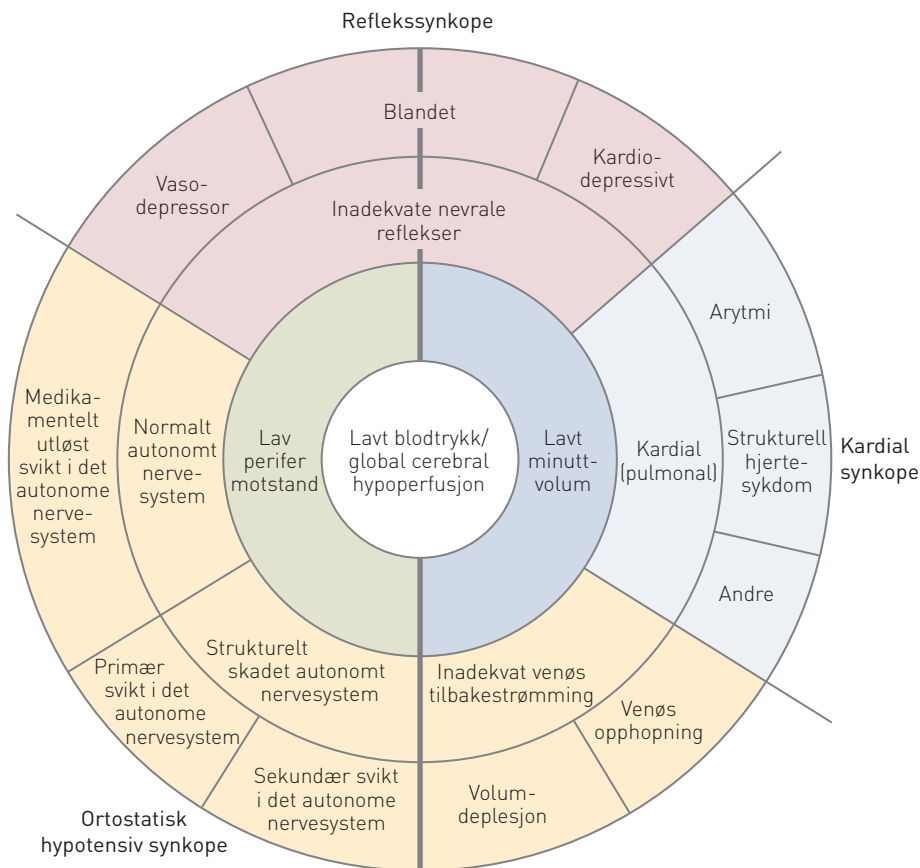 Reflekssynkope
Blandet
Vaso-
depressor
Kardio-
depressivt
Inadekvate nevrale
reflekser
Arytmi
Medika-
mentelt
utløst
svikt i det
autonome
nerve-
system
Normalt
autonomt
nerve-
system
Lav
perifer
motstand
Lavt blodtrykk/
global cerebral
hypoperfusjon
Lavt
minutt-
volum
Kardial
(pulmonal)
Strukturell
hjerte-
sykdom
Kardial
synkope
Andre
Strukturelt
skadet autonomt
nervesystem
Inadekvat venøs
tilbakestrømming
Primær
svikt i det
autonome
nervesystem
Venøs
opphopning
Sekundær svikt
i det autonome
nervesystem
Volum-
deplesjon
Ortostatisk
hypotensiv synkope